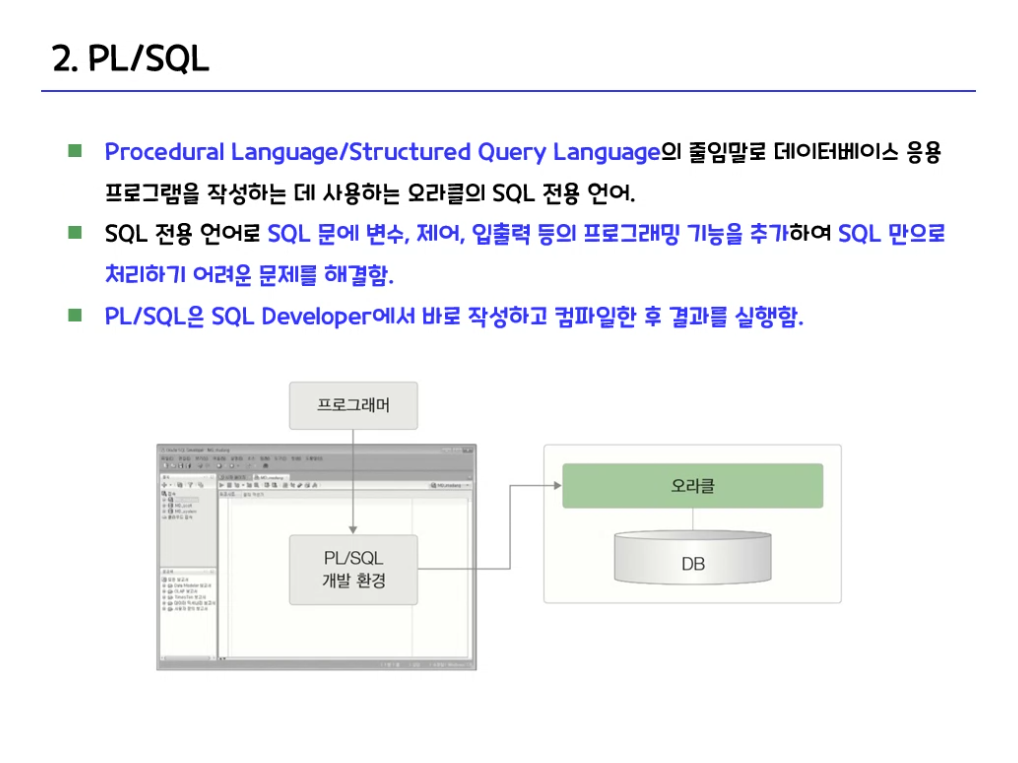 2. PL/SQL
Procedural Language/Structured Query Language의 줄임말로 데이터베이스 응용
프로그램을 작성하는 데 사용하는 오라클의 SQL 전용 언어.
SQL 전용 언어로 SQL 문에 변수, 제어, 입출력 등의 프로그래밍 기능을 추가하여 SQL 만으로
처리하기 어려운 문제를 해결함.
PL/SQL은 SQL Developer에서 바로 작성하고 컴파일한 후 결과를 실행함.
프로그래머
오라클
PL/SQL
개발 환경
DB